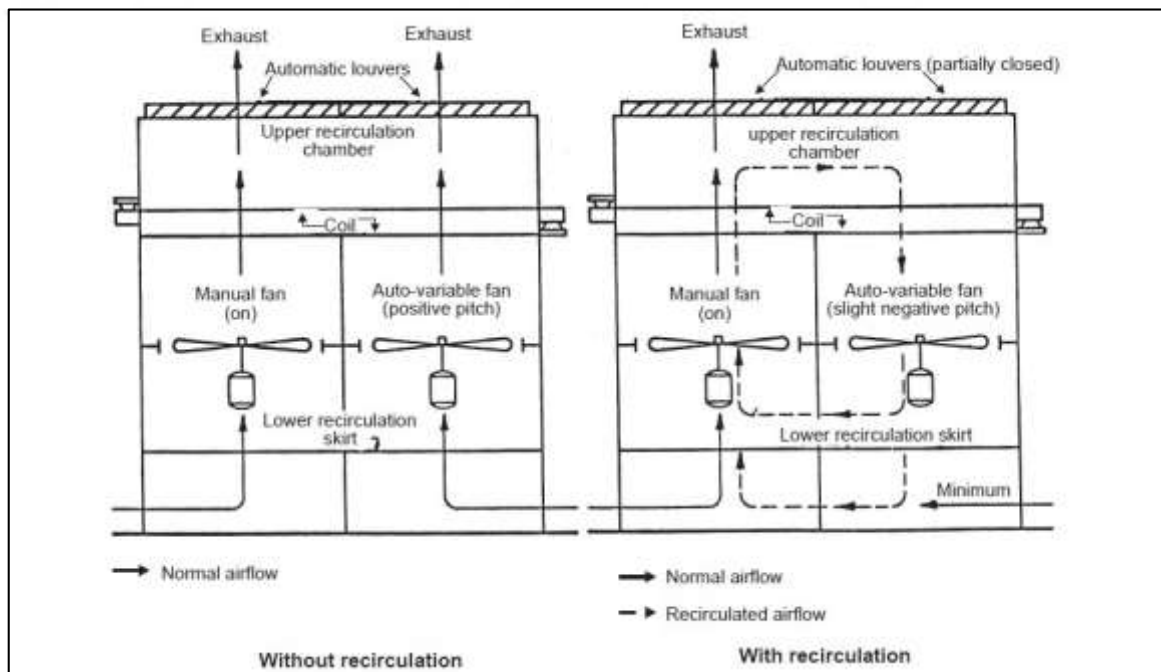 Exhaust
Exhaust
Automatic louvers
Upper recirculation
chamber
Coil
Manual fan
(on)
Auto-variable fan
(positive pitch)
Lower recirculation
skirt
Normal airflow
Without recirculation
Exhaust
Automatic louvers (partially closed)
upper recirculation
chamber
Coil
Manual fan
(on)
Auto-variable fan
(slight negative pitch)
Lower recirculation skirt
Minimum
Normal airflow
Recirculated airflow
With recirculation